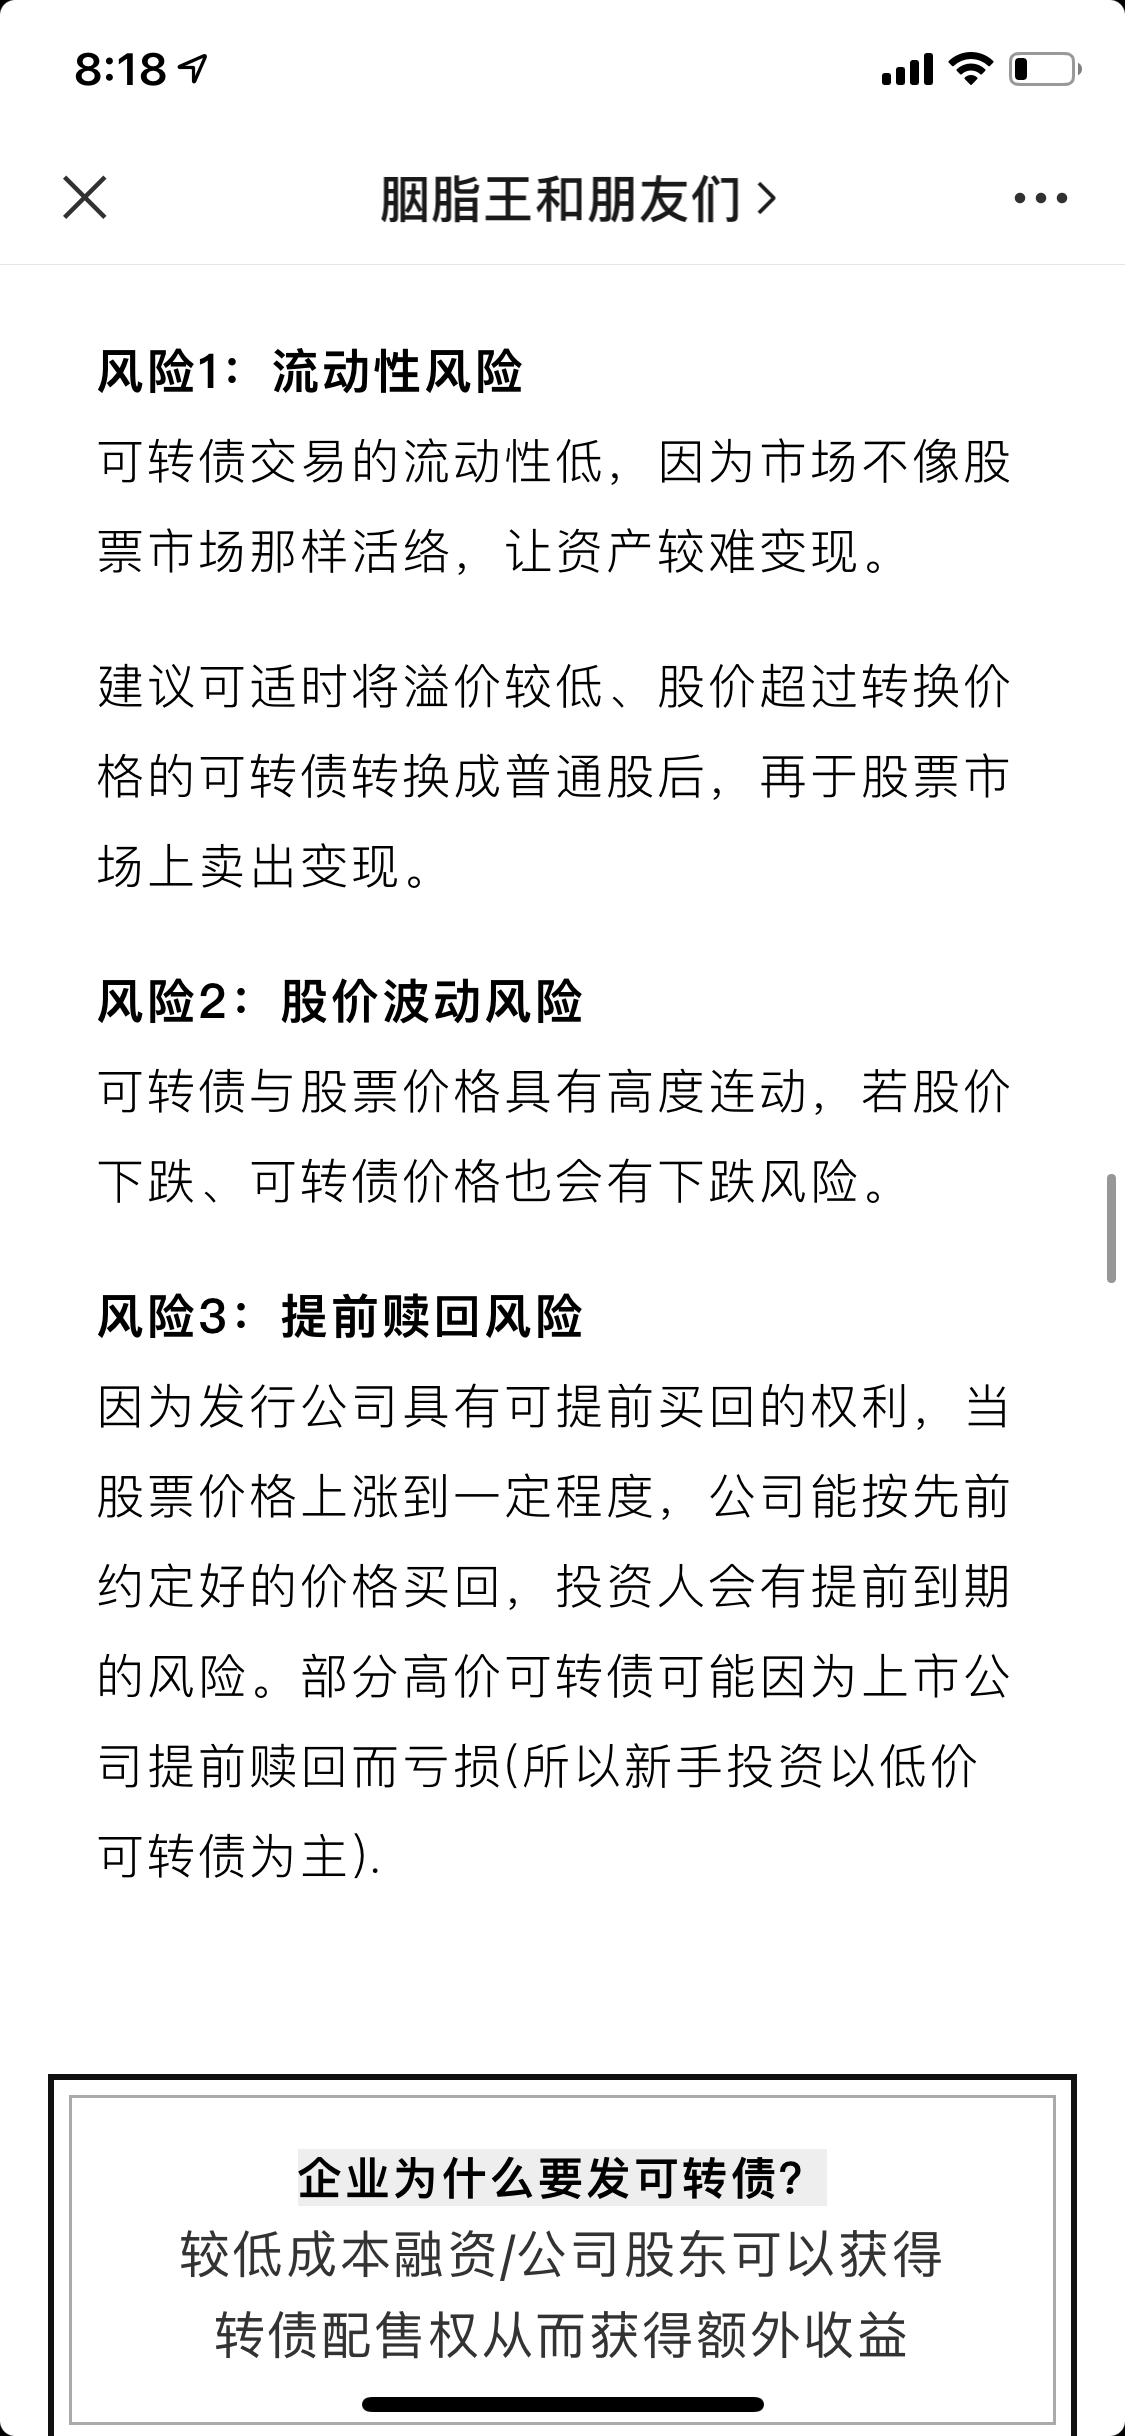 8:18
胭脂王和朋友们
风险1：流动性风险
可转债交易的流动性低，因为市场不像股
票市场那样活络，让资产较难变现。
建议可适时将溢价较低、股价超过转换价
格的可转债转换成普通股后，再于股票市
场上卖出变现。
风险2：股价波动风险
可转债与股票价格具有高度连动，若股价
下跌、可转债价格也会有下跌风险。
风险3：提前赎回风险
因为发行公司具有可提前买回的权利，当
股票价格上涨到一定程度，公司能按先前
约定好的价格买回，投资人会有提前到期
的风险。部分高价可转债可能因为上市公
司提前赎回而亏损(所以新手投资以低价
可转债为主).
企业为什么要发可转债？
较低成本融资/公司股东可以获得
转债配售权从而获得额外收益